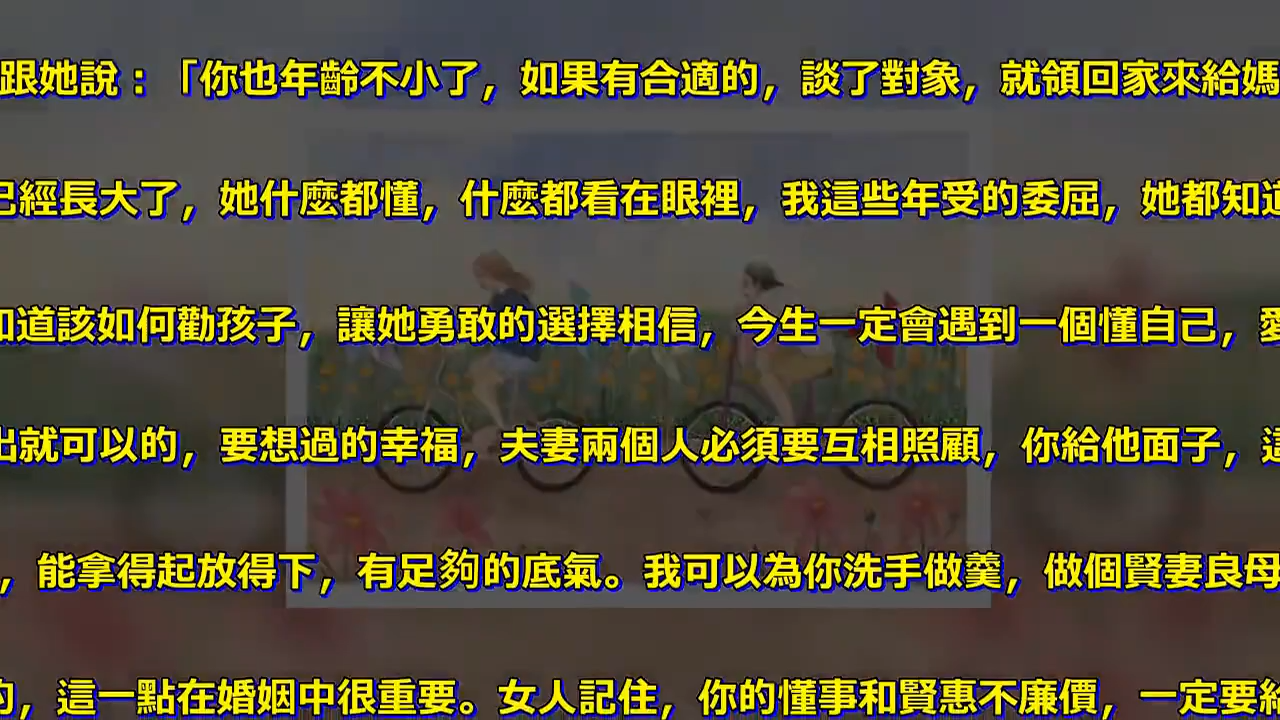 跟她說：「你也年齡不小了，如果有合適的，談了對象，就領回家來給媽
已經長大了，她什麼都懂，什麼都看在眼裡，我這些年受的委屈，她都知道
知道該如何勸孩子，讓她勇敢的選擇相信，今生一定會遇到一個懂自己，愛
出就可以的，要想過的幸福，夫妻兩個人必須要互相照顧，你給他面子，這
，能拿得起放得下，有足夠的底氣。我可以為你洗手做羹，做個賢妻良母
的，這一點在婚姻中很重要。女人記住，你的懂事和賢惠不廉價，一定要給